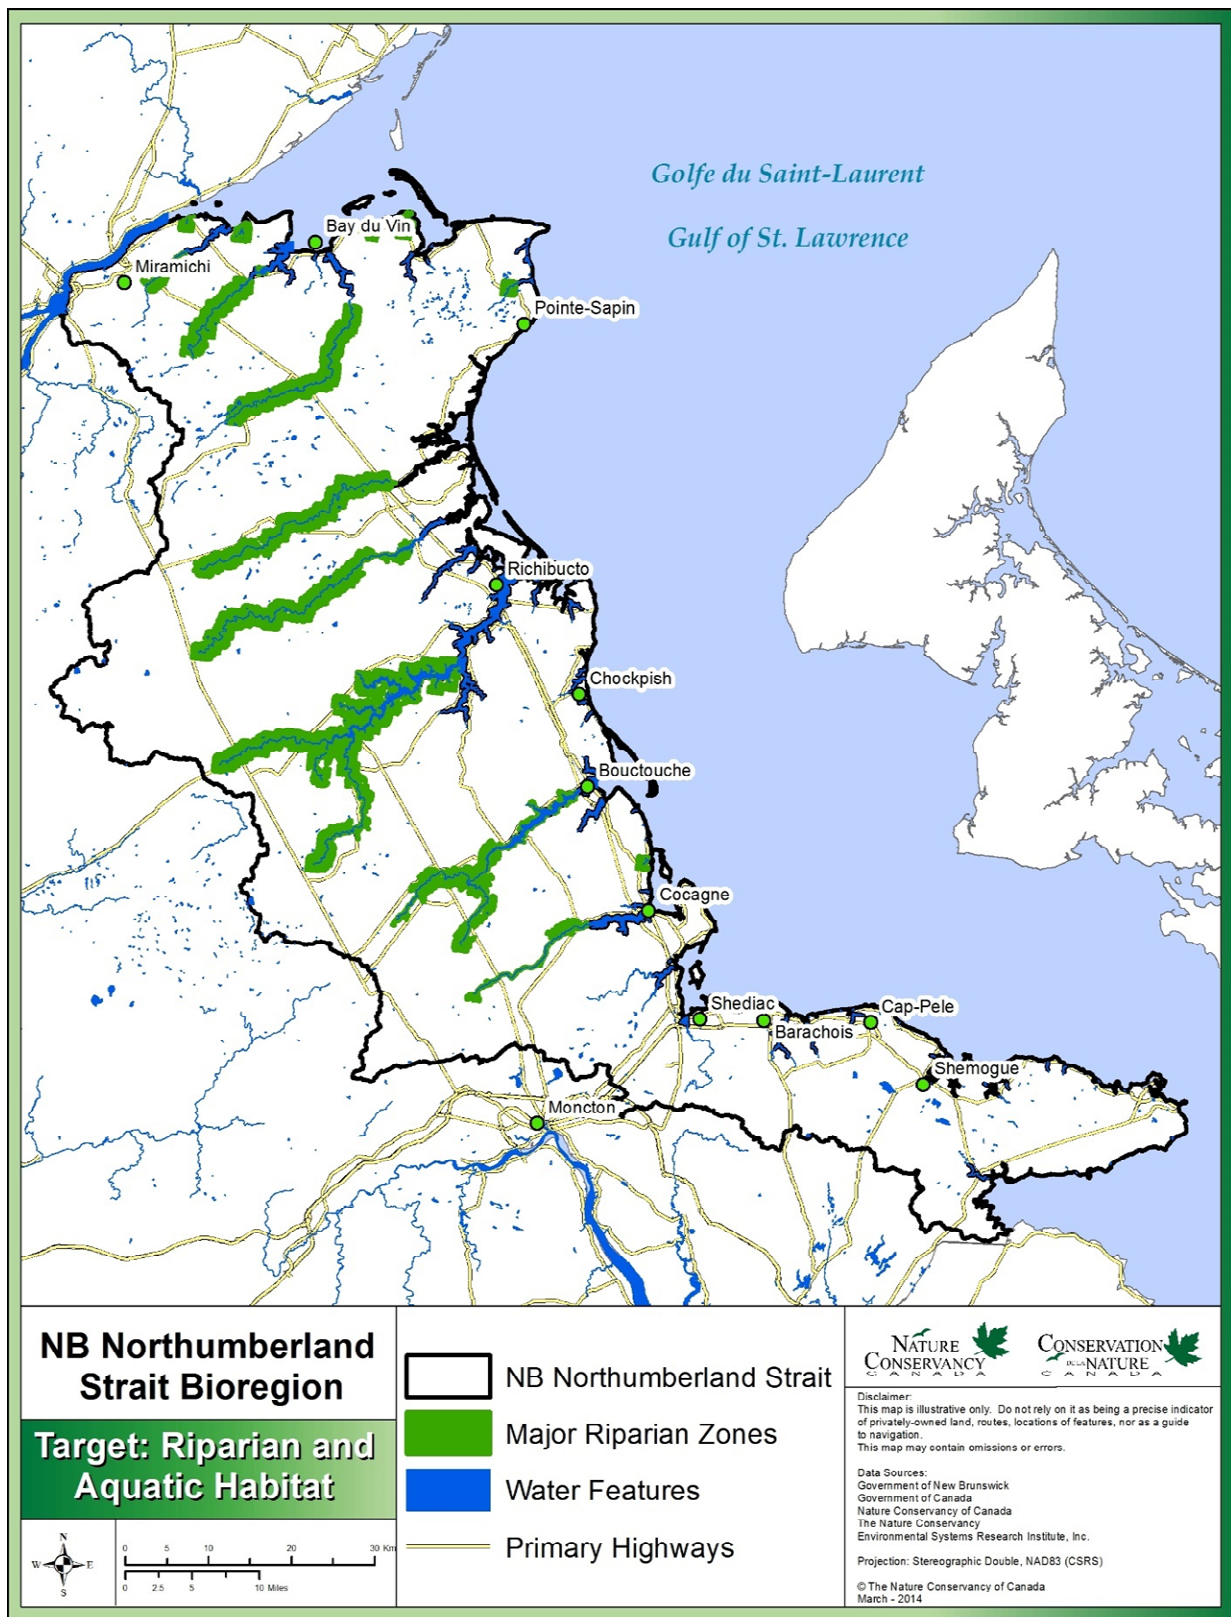 Golfe du Saint-Laurent
Gulf of St. Lawrence
Bay du Vin
Miramichi
Pointe-Sapin
Richibucto
Chockpish
Bouctouche
Cocagne
Shediac
Cap-Pele
Barachois
Shemogue
Moncton
NB Northumberland
Strait Bioregion
Target: Riparian and
Aquatic Habitat
N
W E
S
0 5 10 20 30 Km
0 2.5 5 10 Miles
NB Northumberland Strait
Major Riparian Zones
Water Features
Primary Highways
NATURE
CONSERVANCY
CANADA
CONSERVATION
DE LA NATURE
CANADA
Disclaimer:
This map is illustrative only. Do not rely on it as being a precise indicator
of privately-owned land, routes, locations of features, nor as a guide
to navigation.
This map may contain omissions or errors.
Data Sources:
Government of New Brunswick
Government of Canada
Nature Conservancy of Canada
The Nature Conservancy
Environmental Systems Research Institute, Inc.
Projection: Stereographic Double, NAD83 (CSRS)
© The Nature Conservancy of Canada
March - 2014